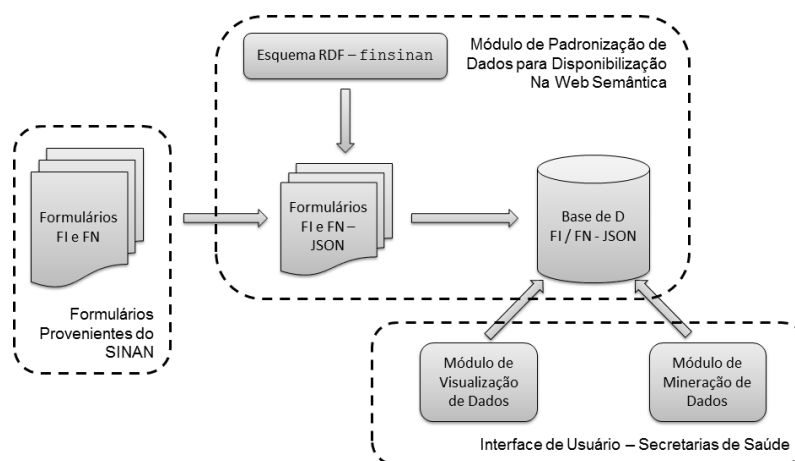 Esquema RDF – finsinan
Módulo de Padronização de
Dados para Disponibilização
Na Web Semântica
Formulários
FI e FN
Formulários
FI e FN –
JSON
Base de D
FI / FN - JSON
Formulários
Provenientes do
SINAN
Módulo de
Visualização
de Dados
Módulo de
Mineração de
Dados
Interface de Usuário – Secretarias de Saúde